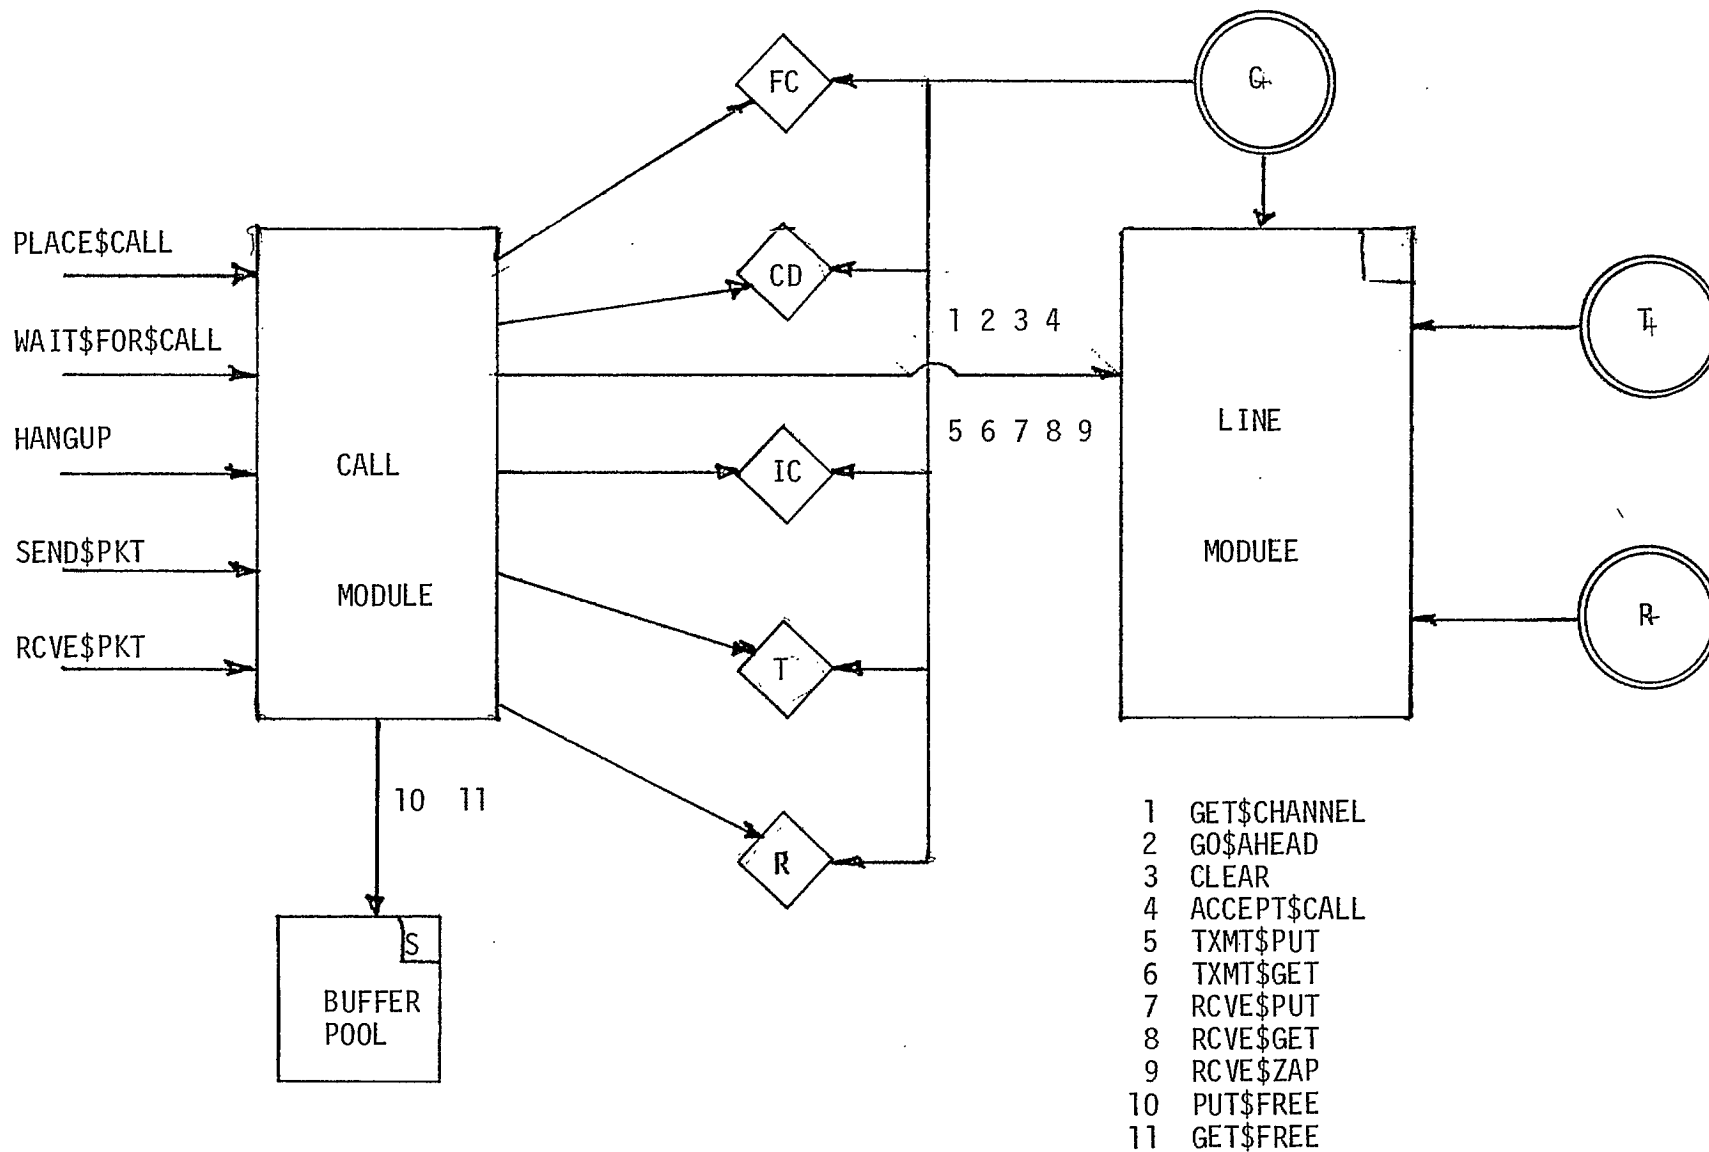 FC
G
PLACE$CALL
WAIT$FOR$CALL
HANGUP
SEND$PKT
RCVE$PKT
CALL
MODULE
CD
1 2 3 4
5 6 7 8 9
IC
T
R
LINE
MODUEE
T
R
10 11
S
BUFFER
POOL
1 GET$CHANNEL
2 GO$AHEAD
3 CLEAR
4 ACCEPT$CALL
5 TXMT$PUT
6 TXMT$GET
7 RCVE$PUT
8 RCVE$GET
9 RCVE$ZAP
10 PUT$FREE
11 GET$FREE